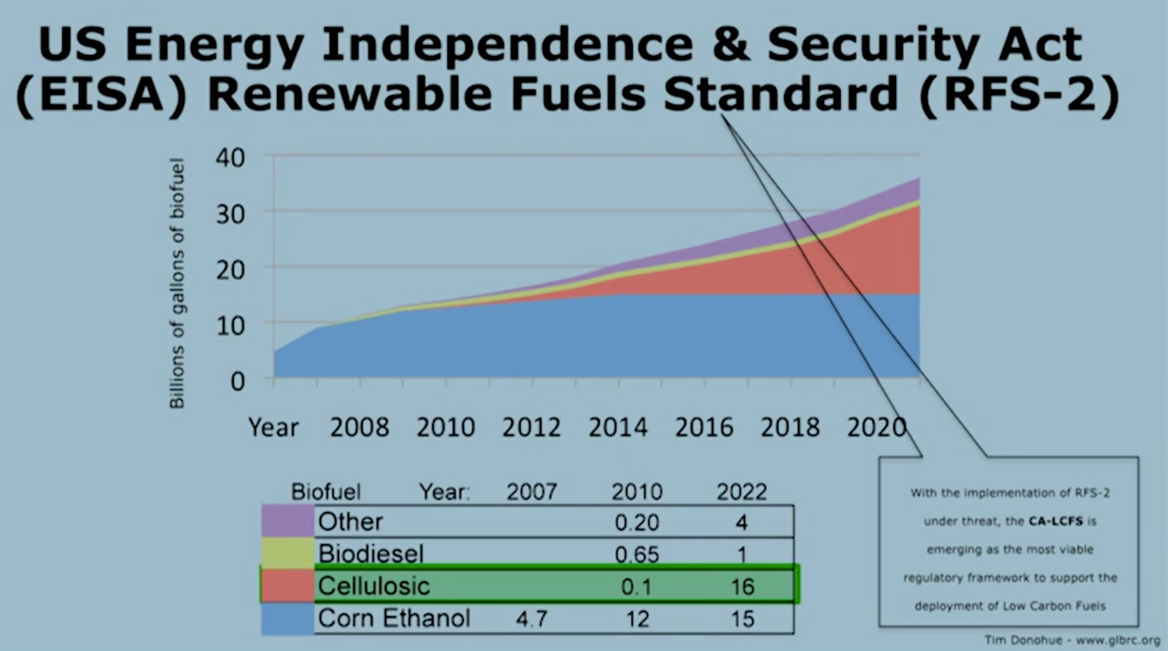 US Energy Independence & Security Act
(EISA) Renewable Fuels Standard (RFS-2)
Billions of gallons of biofuel
40
30
20
10
0
Year 2008 2010 2012 2014 2016 2018 2020
Biofuel Year: 2007 2010 2022
Other 0.20 4
Biodiesel 0.65 1
Cellulosic 0.1 16
Corn Ethanol 4.7 12 15
With the implementation of RFS-2
under threat, the CA-LCFS is
emerging as the most viable
regulatory framework to support the
deployment of Low Carbon Fuels
Tim Donohue - www.glbrc.org